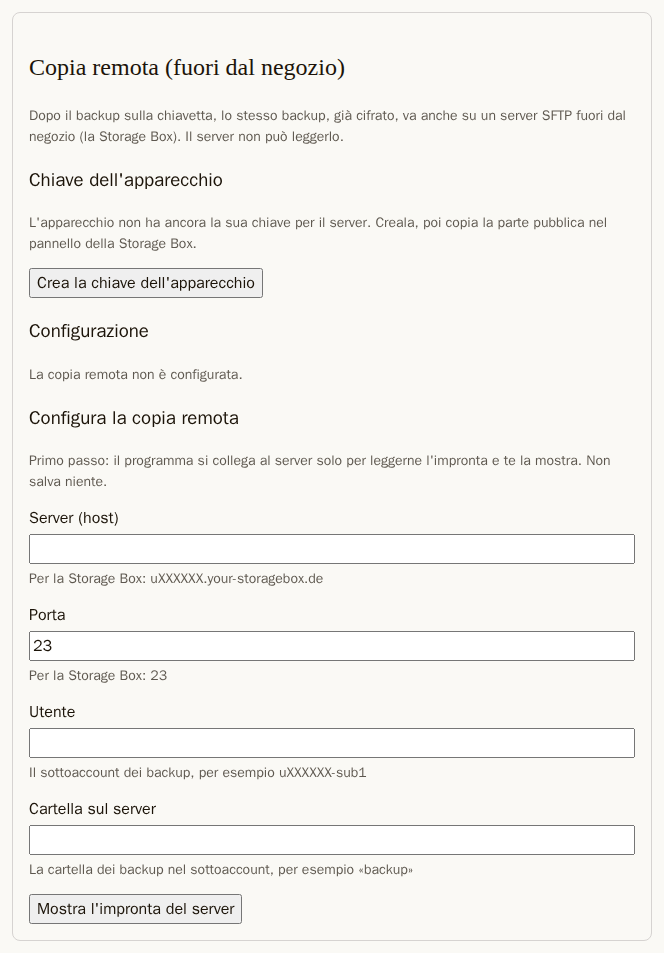 Copia remota (fuori dal negozio)
Dopo il backup sulla chiavetta, lo stesso backup, già cifrato, va anche su un server SFTP fuori dal
negozio (la Storage Box). Il server non può leggerlo.
Chiave dell'apparecchio
L'apparecchio non ha ancora la sua chiave per il server. Creala, poi copia la parte pubblica nel
pannello della Storage Box.
Crea la chiave dell'apparecchio
Configurazione
La copia remota non è configurata.
Configura la copia remota
Primo passo: il programma si collega al server solo per leggerne l'impronta e te la mostra. Non
salva niente.
Server (host)
Per la Storage Box: uXXXXXX.your-storagebox.de
Porta
23
Per la Storage Box: 23
Utente
Il sottoaccount dei backup, per esempio uXXXXXX-sub1
Cartella sul server
La cartella dei backup nel sottoaccount, per esempio «backup»
Mostra l'impronta del server